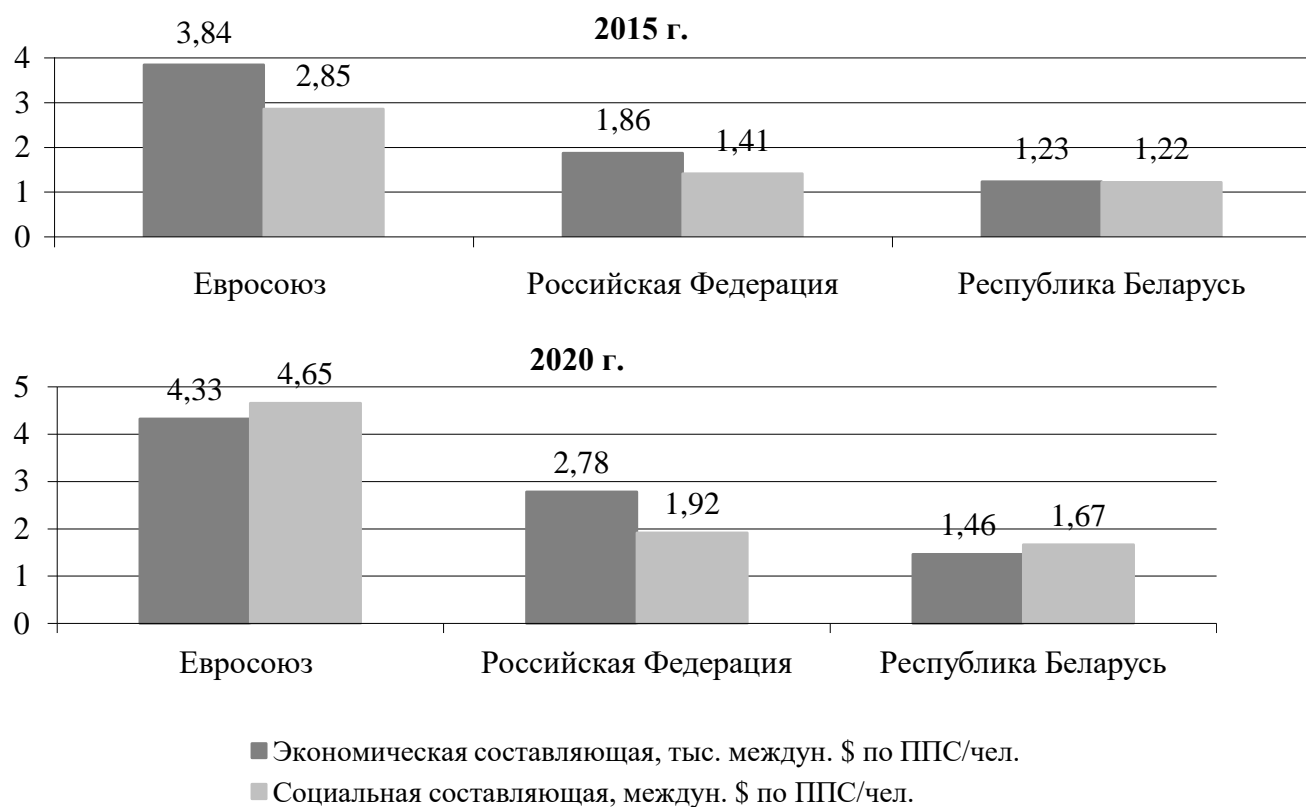 2015 г.
3,84
2,85
1,86
1,41
1,23
1,22
4
3
2
1
0
Евросоюз
Российская Федерация
Республика Беларусь
2020 г.
4,33
4,65
2,78
1,92
1,46
1,67
5
4
3
2
1
0
Евросоюз
Российская Федерация
Республика Беларусь
Экономическая составляющая, тыс. междун. $ по ППС/чел.
Социальная составляющая, междун. $ по ППС/чел.